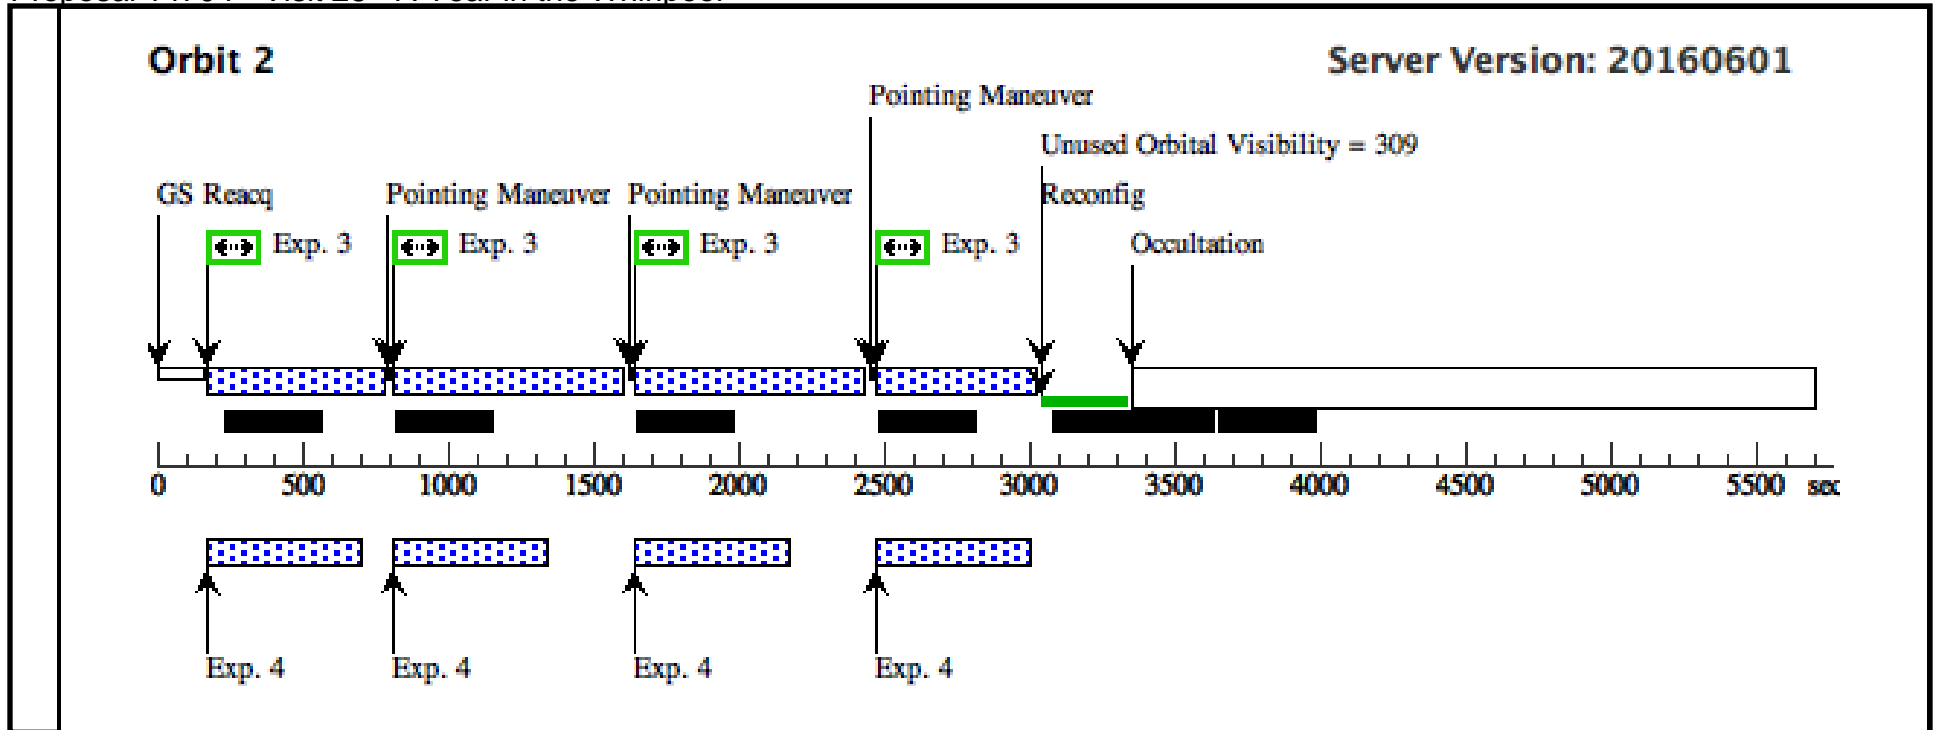 Orbit 2
Server Version: 20160601
Pointing Maneuver
Unused Orbital Visibility = 309
GS Reacq
Pointing Maneuver
Pointing Maneuver
Reconfig
Exp. 3
Exp. 3
Exp. 3
Exp. 3
Occultation
0
500
1000
1500
2000
2500
3000
3500
4000
4500
5000
5500
sec
Exp. 4
Exp. 4
Exp. 4
Exp. 4